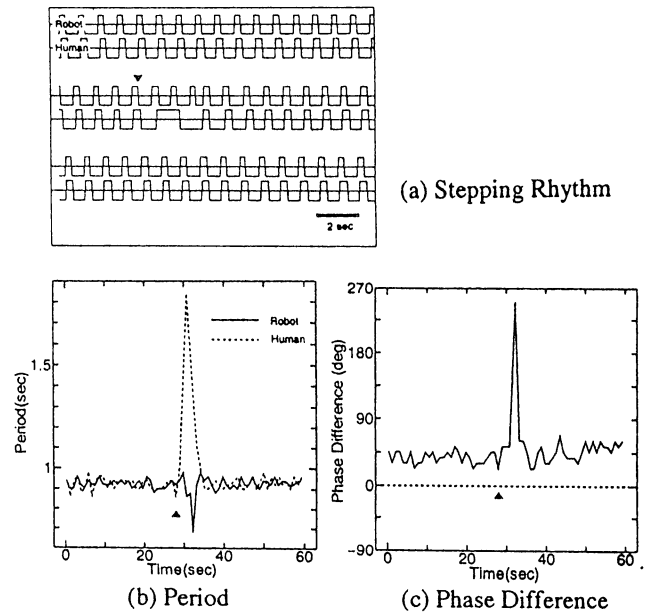 Robot
Human
2 sec
(a) Stepping Rhythm
Period(sec)
1.5
1
Robot
Human
0 20 40 60
Time(sec)
(b) Period
Phase Difference (deg)
270
180
90
0
-90
0 20 40 60
Time(sec)
(c) Phase Difference